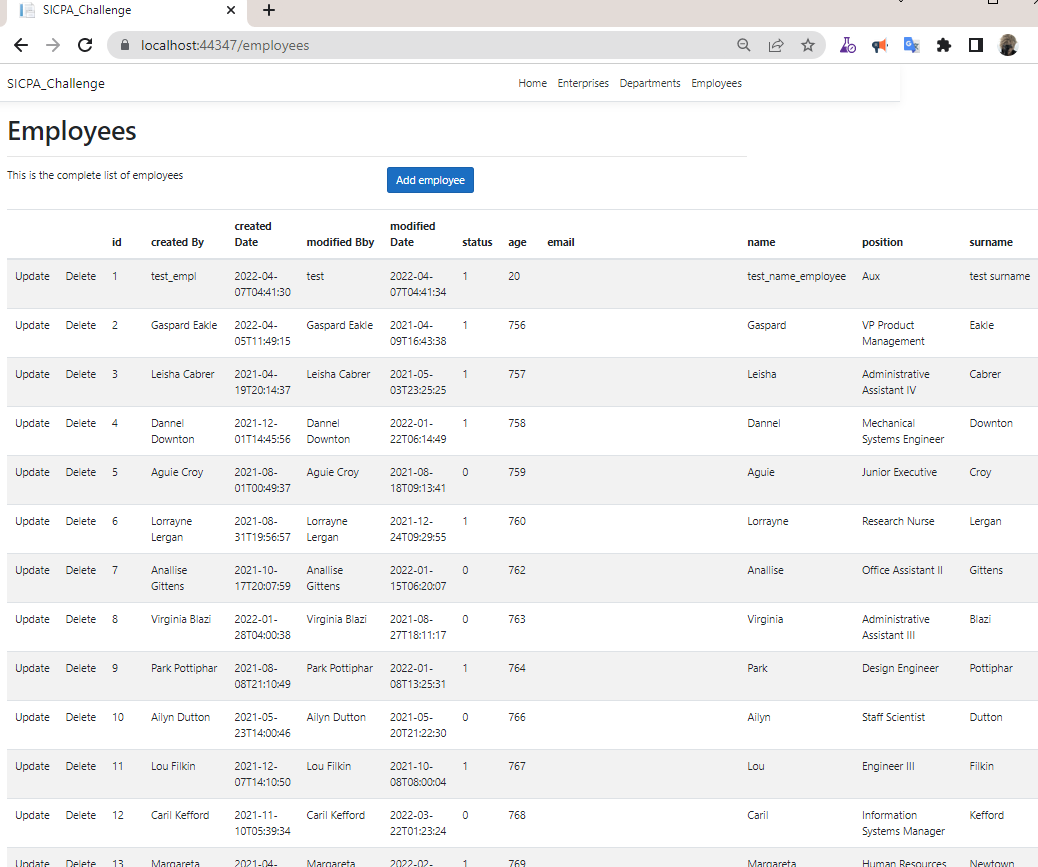 SICPA_Challenge
localhost:44347/employees
SICPA_Challenge Home Enterprises Departments Employees
Employees
This is the complete list of employees Add employee
created modified
id created By Date modified Bby Date status age email name position surname
Update Delete 1 test_empl 2022-04- test 2022-04- 1 20 test_name_employee Aux test surname
07T04:41:30 07T04:41:34
Update Delete 2 Gaspard Eakle 2022-04- Gaspard Eakle 2021-04- 1 756 Gaspard VP Product Eakle
05T11:49:15 09T16:43:38 Management
Update Delete 3 Leisha Cabrer 2021-04- Leisha Cabrer 2021-05- 1 757 Leisha Administrative Cabrer
19T20:14:37 03T23:25:25 Assistant IV
Update Delete 4 Dannel 2021-12- Dannel 2022-01- 1 758 Dannel Mechanical Downton
Downton 01T14:45:56 Downton 22T06:14:49 Systems Engineer
Update Delete 5 Aguie Croy 2021-08- Aguie Croy 2021-08- 0 759 Aguie Junior Executive Croy
01T00:49:37 18T09:13:41
Update Delete 6 Lorrayne 2021-08- Lorrayne 2021-12- 1 760 Lorrayne Research Nurse Lergan
Lergan 31T19:56:57 Lergan 24T09:29:55
Update Delete 7 Anallise 2021-10- Anallise 2022-01- 0 762 Anallise Office Assistant II Gittens
Gittens 17T20:07:59 Gittens 15T06:20:07
Update Delete 8 Virginia Blazi 2022-01- Virginia Blazi 2021-08- 0 763 Virginia Administrative Blazi
28T04:00:38 27T18:11:17 Assistant III
Update Delete 9 Park Pottiphar 2021-08- Park Pottiphar 2022-01- 1 764 Park Design Engineer Pottiphar
08T21:10:49 08T13:25:31
Update Delete 10 Ailyn Dutton 2021-05- Ailyn Dutton 2021-05- 0 766 Ailyn Staff Scientist Dutton
23T14:00:46 20T21:22:30
Update Delete 11 Lou Filkin 2021-12- Lou Filkin 2021-10- 1 767 Lou Engineer III Filkin
07T14:10:50 08T08:00:04
Update Delete 12 Caril Kefford 2021-11- Caril Kefford 2022-03- 0 768 Caril Information Kefford
10T05:39:34 22T01:23:24 Systems Manager
Update Delete 13 Margareta 2021-04- Margareta 2022-02- 1 769 Margareta Human Resources Newtown